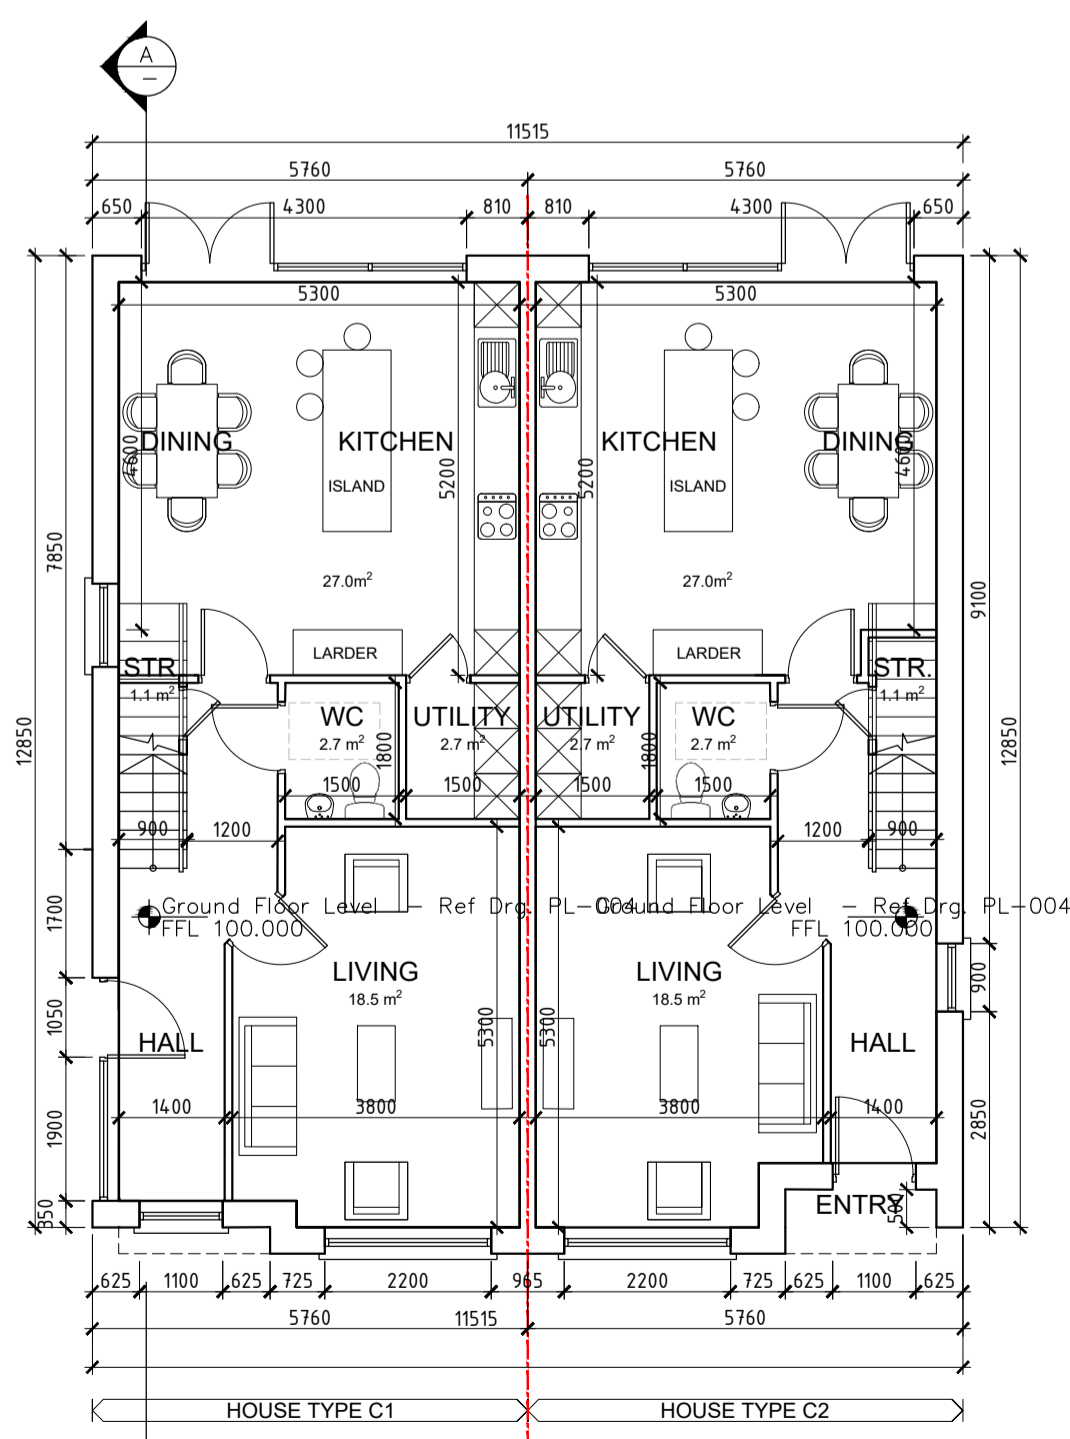 A
–
11515
5760 5760
650 4300 810 810 4300 650
5300 5300
DINING KITCHEN KITCHEN DINING
4600 5200 5200 4600
ISLAND ISLAND
7850
9100
27.0m² 27.0m²
LARDER LARDER
STR. STR.
1.1 m² 1.1 m²
WC UTILITY UTILITY WC
2.7 m² 2.7 m² 2.7 m² 2.7 m²
12850 1800 1800 12850
1500 1500 1500 1500
900 1200 1200 900
1700
Ground Floor Level – Ref Drg. PL-004 Ground Floor Level – Ref Drg. PL-004
FFL 100.000 FFL 100.000
LIVING LIVING
18.5 m² 18.5 m²
900
1050 5300 5300
HALL HALL
1400 3800 3800 1400
1900 2850
ENTRY
350 500
625 1100 625 725 2200 965 2200 725 625 1100 625
5760 11515 5760
HOUSE TYPE C1 HOUSE TYPE C2